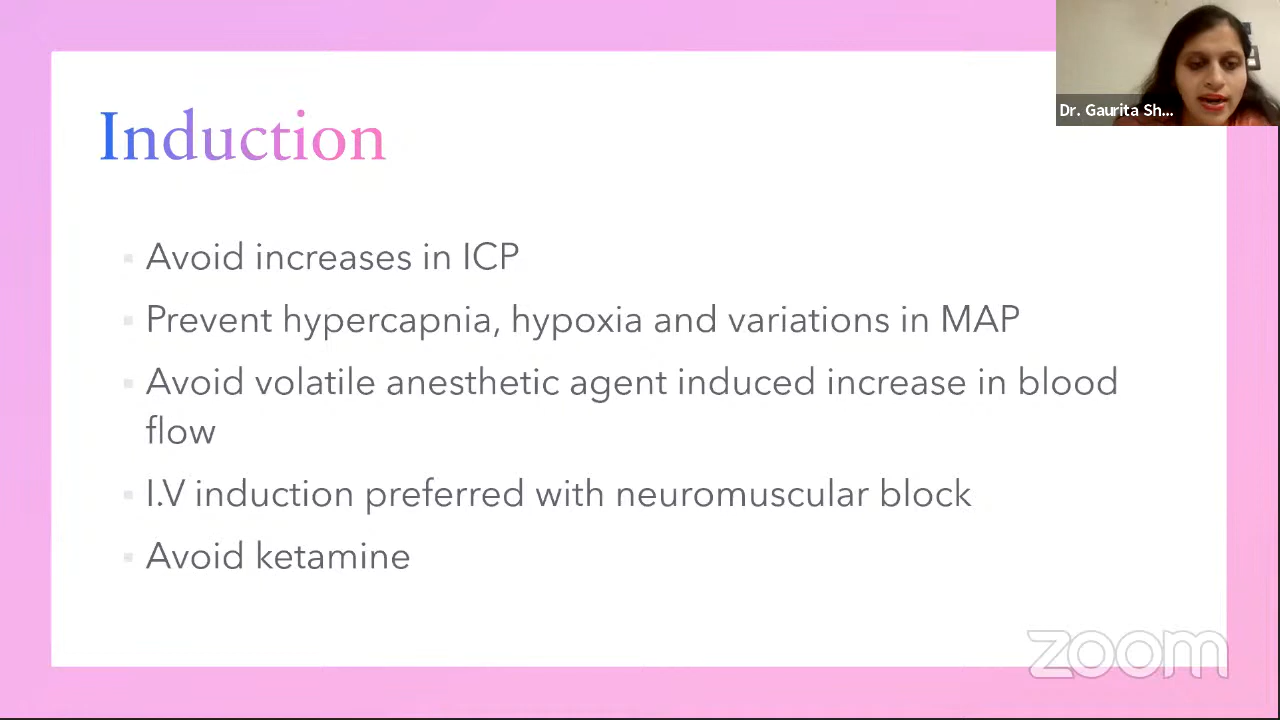 Induction
Dr. Gaurita Sh...
Avoid increases in ICP
Prevent hypercapnia, hypoxia and variations in MAP
Avoid volatile anesthetic agent induced increase in blood
flow
I.V induction preferred with neuromuscular block
Avoid ketamine
zoom